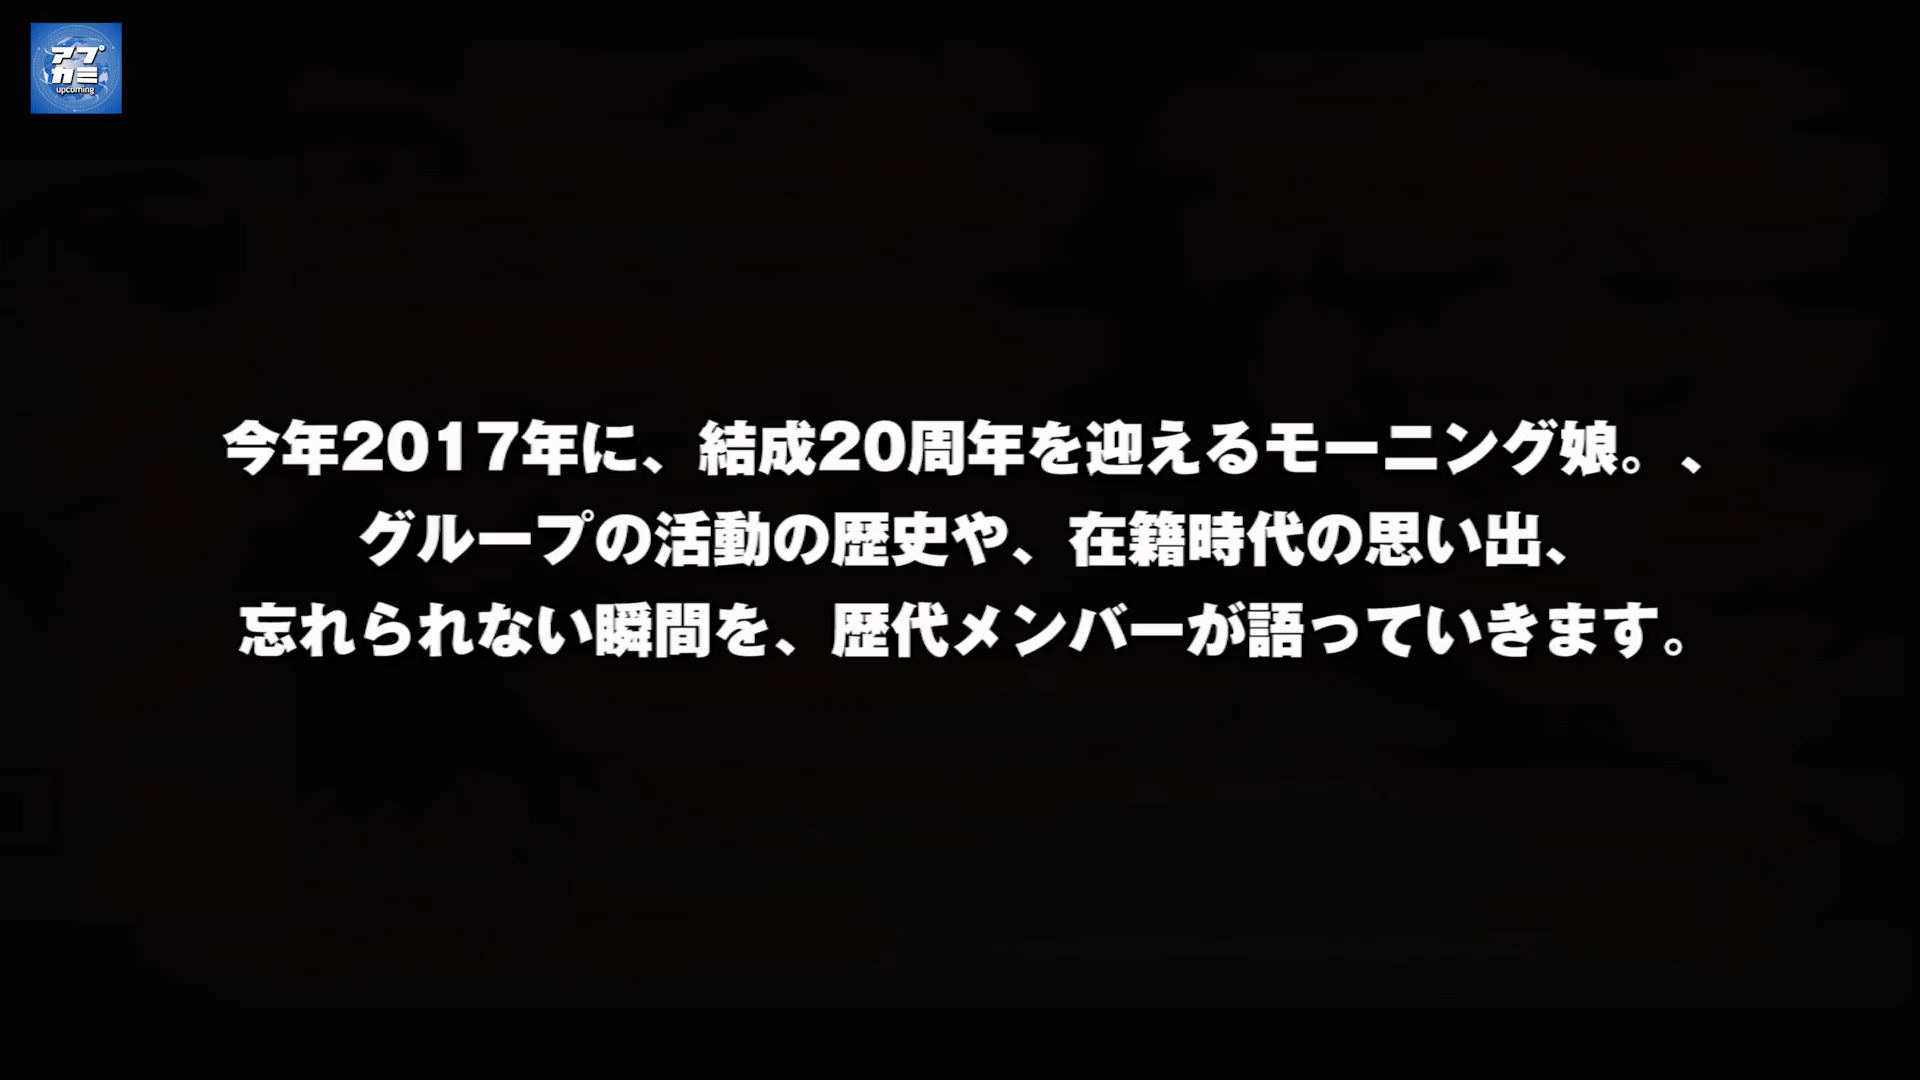 アプ
カミ
upcoming
今年2017年に、結成20周年を迎えるモーニング娘。、
グループの活動の歴史や、在籍時代の思い出、
忘れられない瞬間を、歴代メンバーが語っていきます。